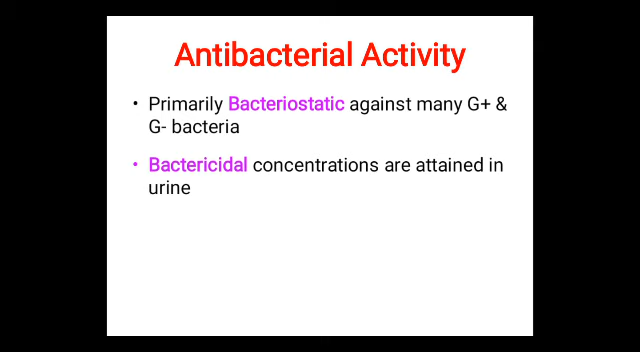 Antibacterial Activity
• Primarily Bacteriostatic against many G+ &
G- bacteria
• Bactericidal concentrations are attained in
urine